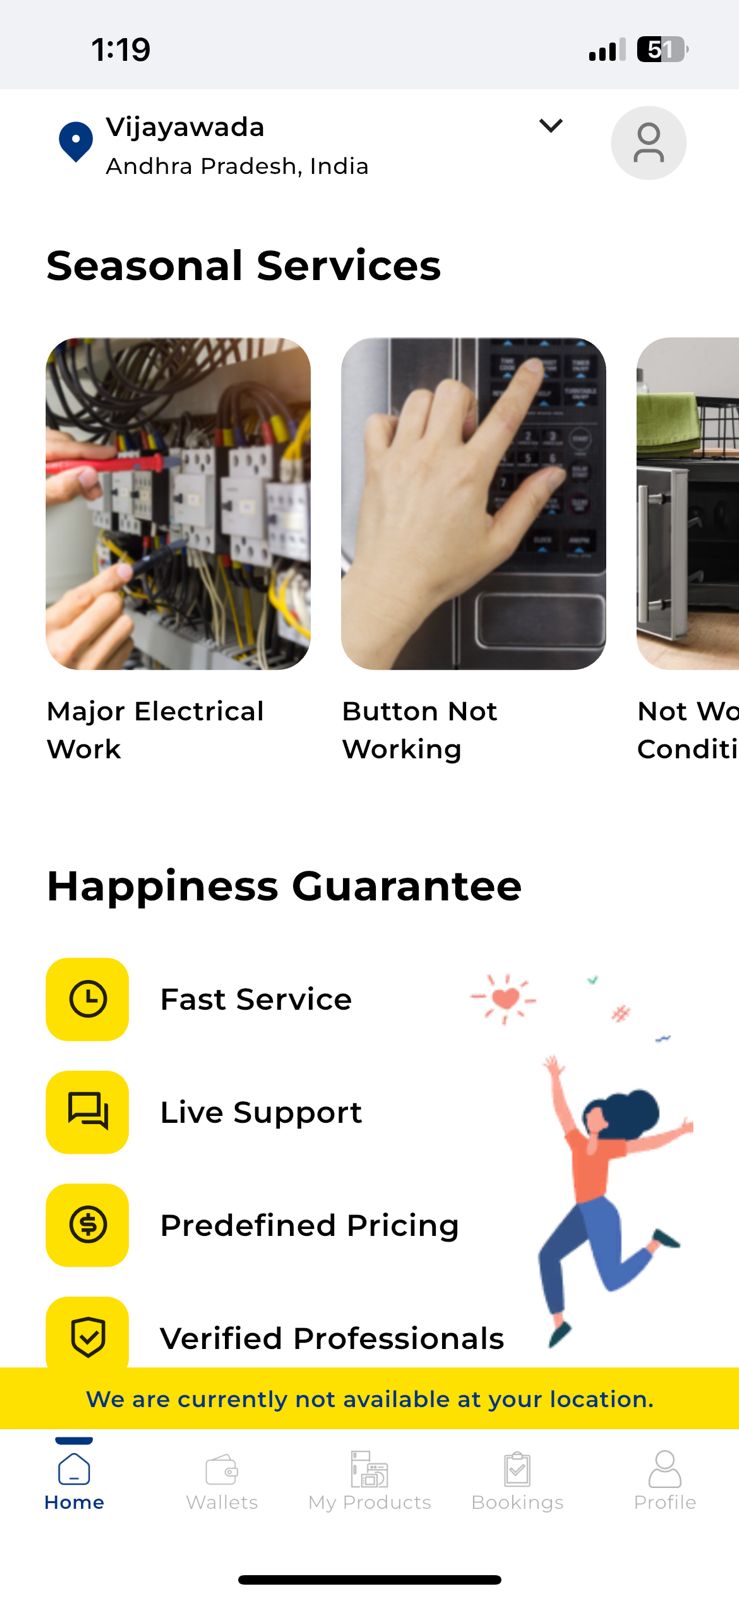 1:19
51
Vijayawada
Andhra Pradesh, India
Seasonal Services
Major Electrical
Work
Button Not
Working
Not
Happiness Guarantee
Fast Service
Live Support
Predefined Pricing
Verified Professionals
We are currently not available at your location.
Home
Wallets
My Products
Bookings
Profile